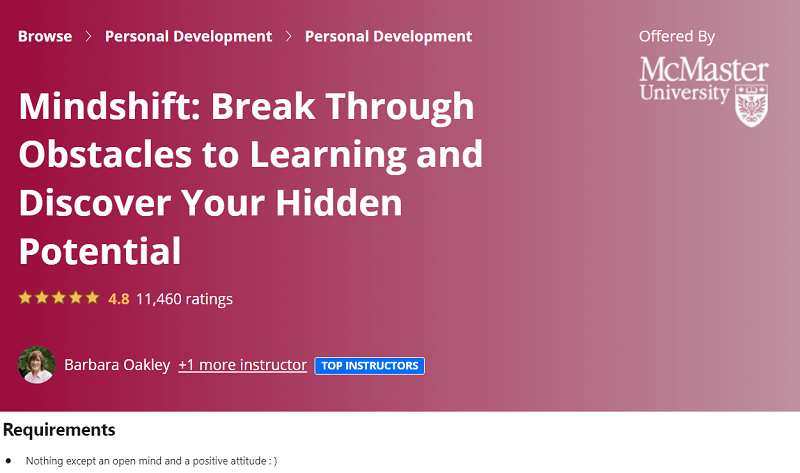 Browse > Personal Development > Personal Development
Offered By
McMaster
University
Mindshift: Break Through
Obstacles to Learning and
Discover Your Hidden
Potential
4.8 11,460 ratings
Barbara Oakley +1 more instructor TOP INSTRUCTORS
Requirements
• Nothing except an open mind and a positive attitude : )